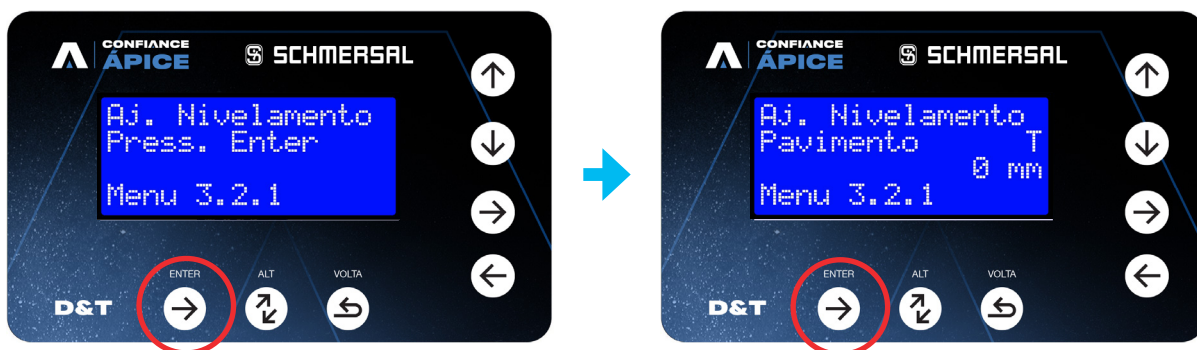 CONFIANCE
ÁPICE
SCHMERSAL
Aj. Nivelamento
Press. Enter
Menu 3.2.1
ENTER
ALT
VOLTA
D&T
CONFIANCE
ÁPICE
SCHMERSAL
Aj. Nivelamento
Pavimento T
0 mm
Menu 3.2.1
ENTER
ALT
VOLTA
D&T